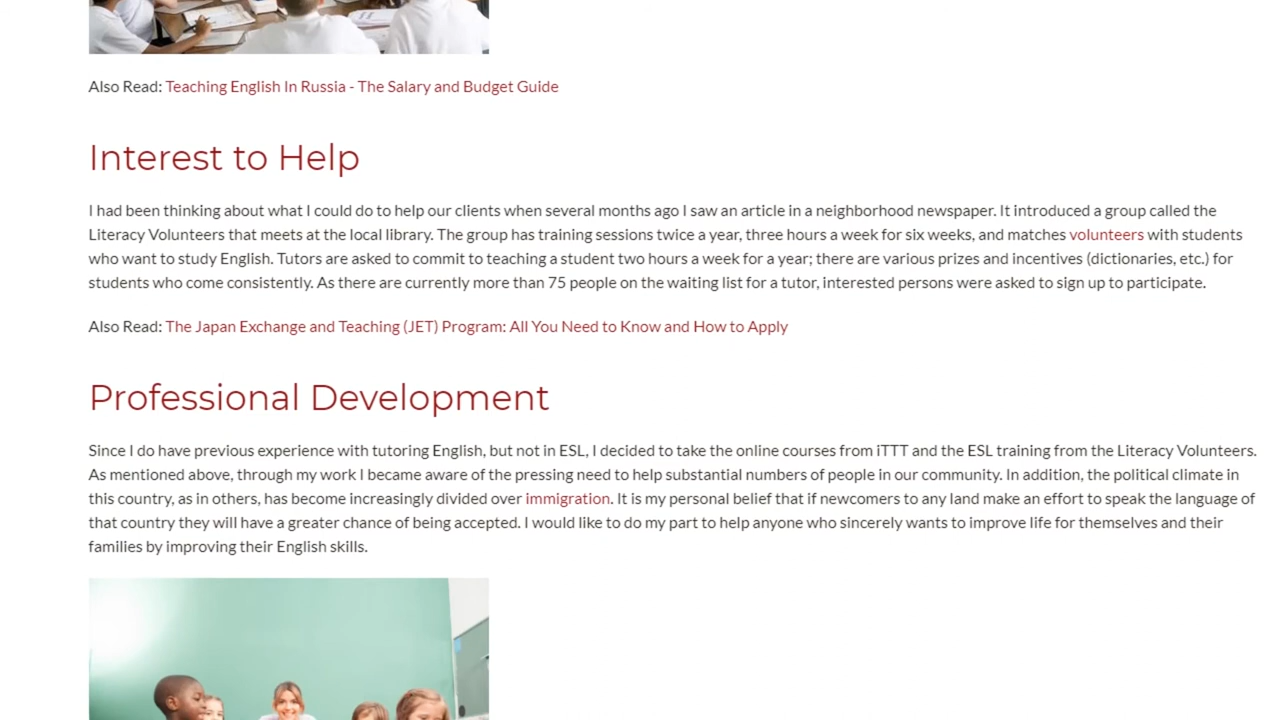 Also Read: Teaching English In Russia - The Salary and Budget Guide
Interest to Help
I had been thinking about what I could do to help our clients when several months ago I saw an article in a neighborhood newspaper. It introduced a group called the
Literacy Volunteers that meets at the local library. The group has training sessions twice a year, three hours a week for six weeks, and matches volunteers with students
who want to study English. Tutors are asked to commit to teaching a student two hours a week for a year; there are various prizes and incentives (dictionaries, etc.) for
students who come consistently. As there are currently more than 75 people on the waiting list for a tutor, interested persons were asked to sign up to participate.
Also Read: The Japan Exchange and Teaching (JET) Program: All You Need to Know and How to Apply
Professional Development
Since I do have previous experience with tutoring English, but not in ESL, I decided to take the online courses from iTTT and the ESL training from the Literacy Volunteers.
As mentioned above, through my work I became aware of the pressing need to help substantial numbers of people in our community. In addition, the political climate in
this country, as in others, has become increasingly divided over immigration. It is my personal belief that if newcomers to any land make an effort to speak the language of
that country they will have a greater chance of being accepted. I would like to do my part to help anyone who sincerely wants to improve life for themselves and their
families by improving their English skills.